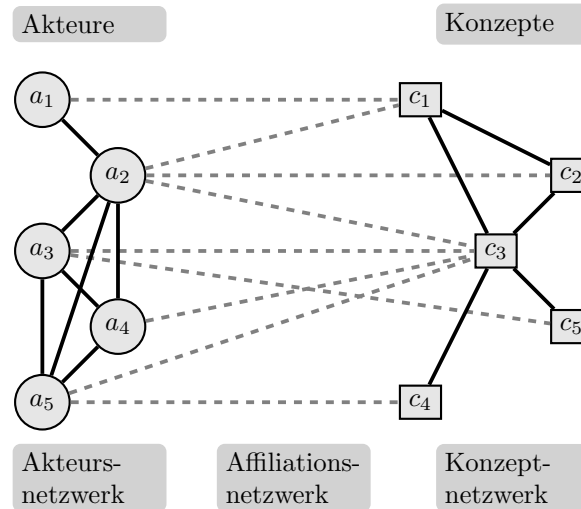 Akteure
Konzepte
a1
c1
a2
c2
a3
c3
a4
c5
a5
c4
Akteurs-
netzwerk
Affiliations-
netzwerk
Konzept-
netzwerk